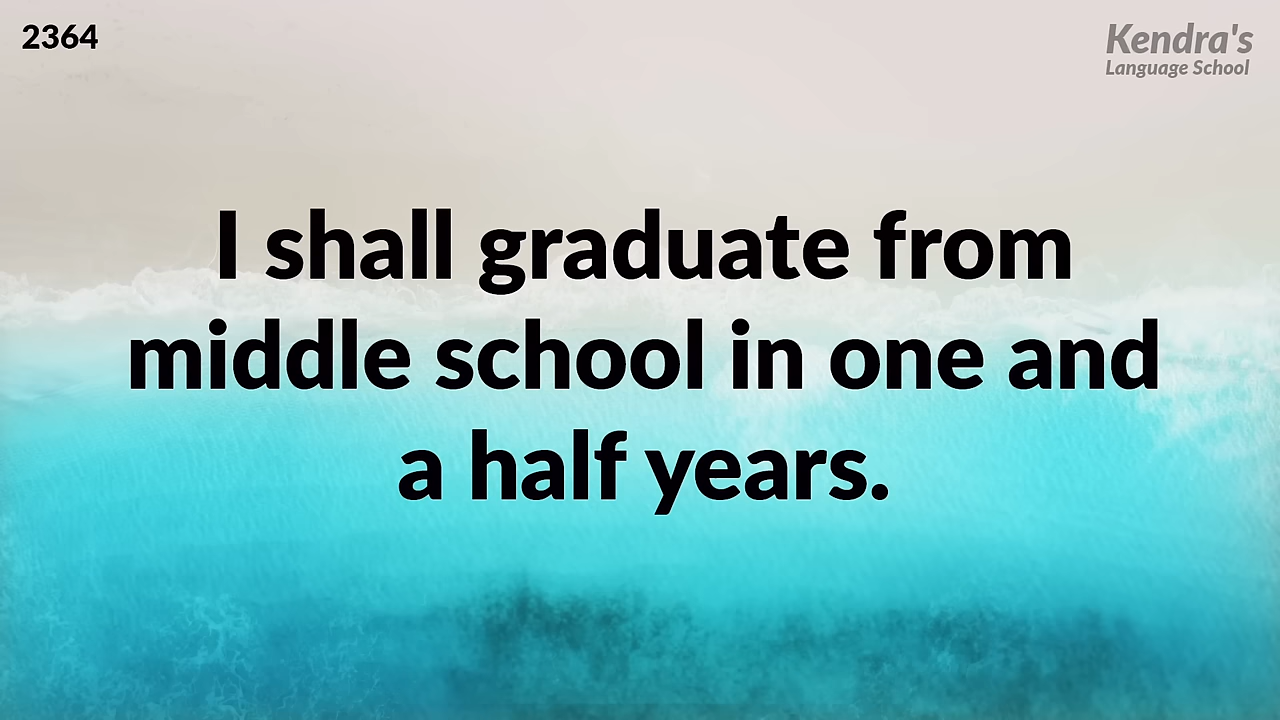 2364
Kendra's
Language School
I shall graduate from
middle school in one and
a half years.